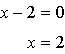 x − 2 = 0
x = 2